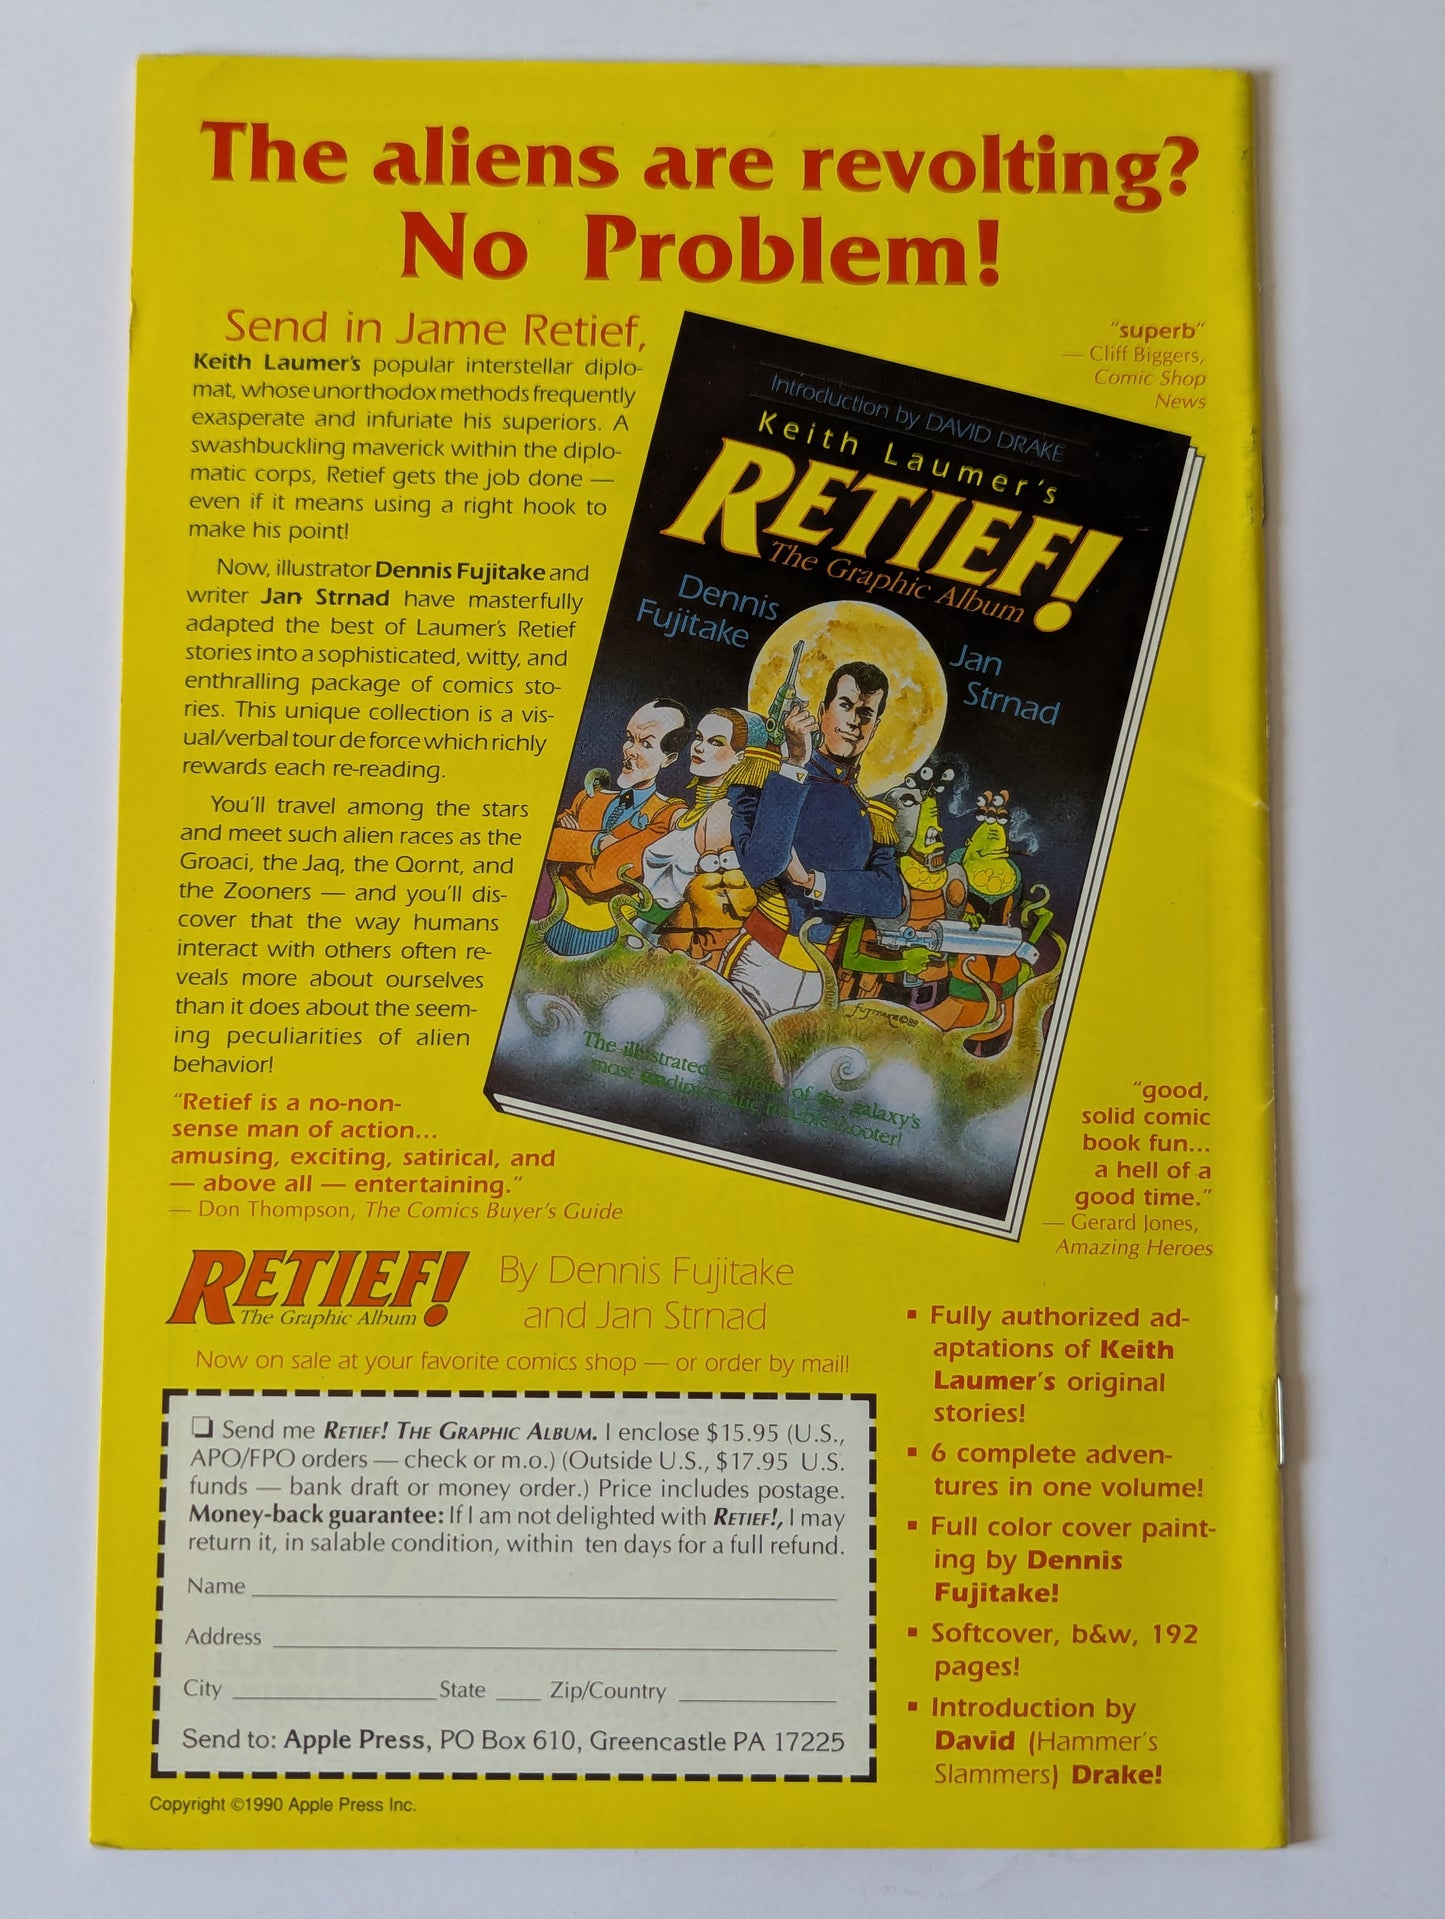 The aliens are revolting?
No Problem!
Send in Jame Retief,
Keith Laumer's popular interstellar diplo-
mat, whose unorthodox methods frequently
exasperate and infuriate his superiors. A
swashbuckling maverick within the diplo-
matic corps, Retief gets the job done —
even if it means using a right hook to
make his point!
Now, illustrator Dennis Fujitake and
writer Jan Strnad have masterfully
adapted the best of Laumer's Retief
stories into a sophisticated, witty, and
enthralling package of comics sto-
ries. This unique collection is a vis-
ual/verbal tour de force which richly
rewards each re-reading.
You'll travel among the stars
and meet such alien races as the
Groaci, the Jaq, the Qornt, and
the Zooners — and you'll dis-
cover that the way humans
interact with others often re-
veals more about ourselves
than it does about the seem-
ing peculiarities of alien
behavior!
"Retief is a no-non-
sense man of action...
amusing, exciting, satirical, and
— above all — entertaining."
— Don Thompson, The Comics Buyer's Guide
"superb"
— Cliff Biggers,
Comic Shop
News
Introduction by DAVID DRAKE
Keith Laumer's
RETIEF!
The Graphic Album
Dennis
Fujitake
Jan
Strnad
FUJITAKE©89
The illustrated exploits of the galaxy's
most undiplomatic trouble-shooter!
"good,
solid comic
book fun...
a hell of a
good time."
— Gerard Jones,
Amazing Heroes
RETIEF!
The Graphic Album
By Dennis Fujitake
and Jan Strnad
Now on sale at your favorite comics shop — or order by mail!
❏ Send me RETIEF! THE GRAPHIC ALBUM. I enclose $15.95 (U.S.,
APO/FPO orders — check or m.o.) (Outside U.S., $17.95 U.S.
funds — bank draft or money order.) Price includes postage.
Money-back guarantee: If I am not delighted with RETIEF!, I may
return it, in salable condition, within ten days for a full refund.
Name
Address
City State Zip/Country
Send to: Apple Press, PO Box 610, Greencastle PA 17225
▪ Fully authorized ad-
aptations of Keith
Laumer's original
stories!
▪ 6 complete adven-
tures in one volume!
▪ Full color cover paint-
ing by Dennis
Fujitake!
▪ Softcover, b&w, 192
pages!
▪ Introduction by
David (Hammer's
Slammers) Drake!
Copyright ©1990 Apple Press Inc.